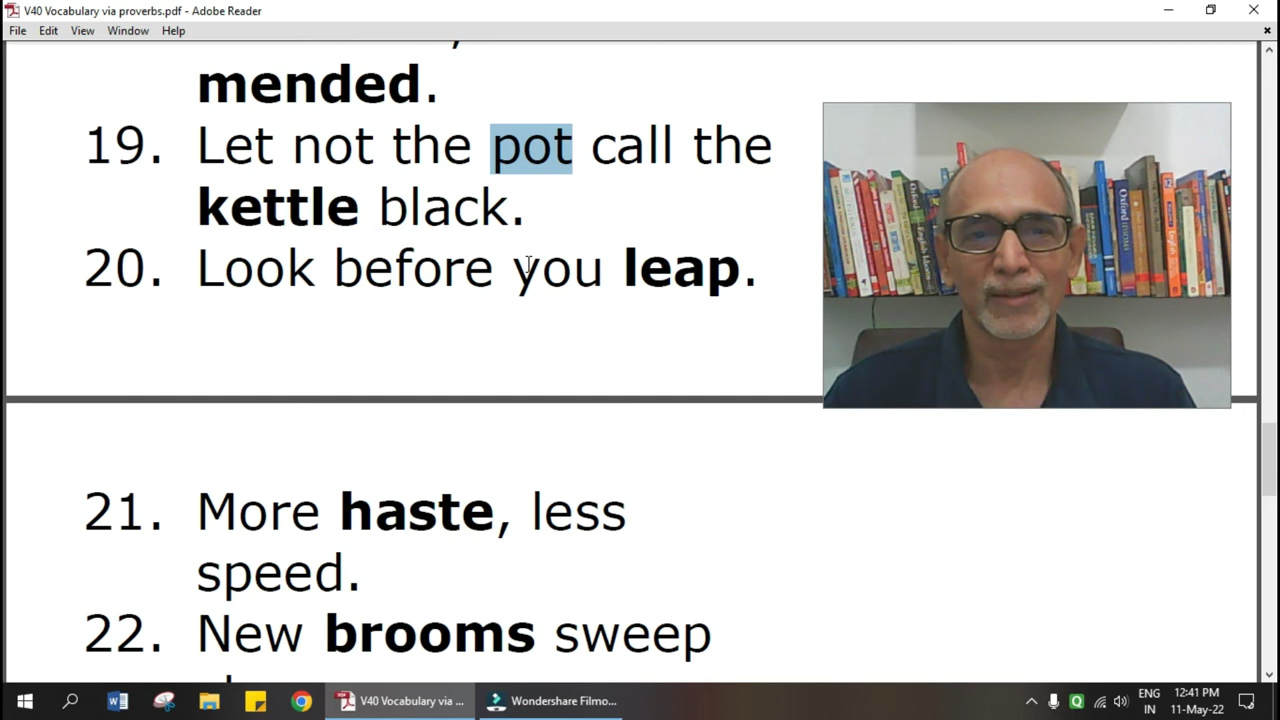 V40 Vocabulary via proverbs.pdf - Adobe Reader
File Edit View Window Help
mended.
19. Let not the pot call the
kettle black.
20. Look before you leap.
21. More haste, less
speed.
22. New brooms sweep
V40 Vocabulary via ...
Wondershare Filmo...
ENG
IN
12:41 PM
11-May-22